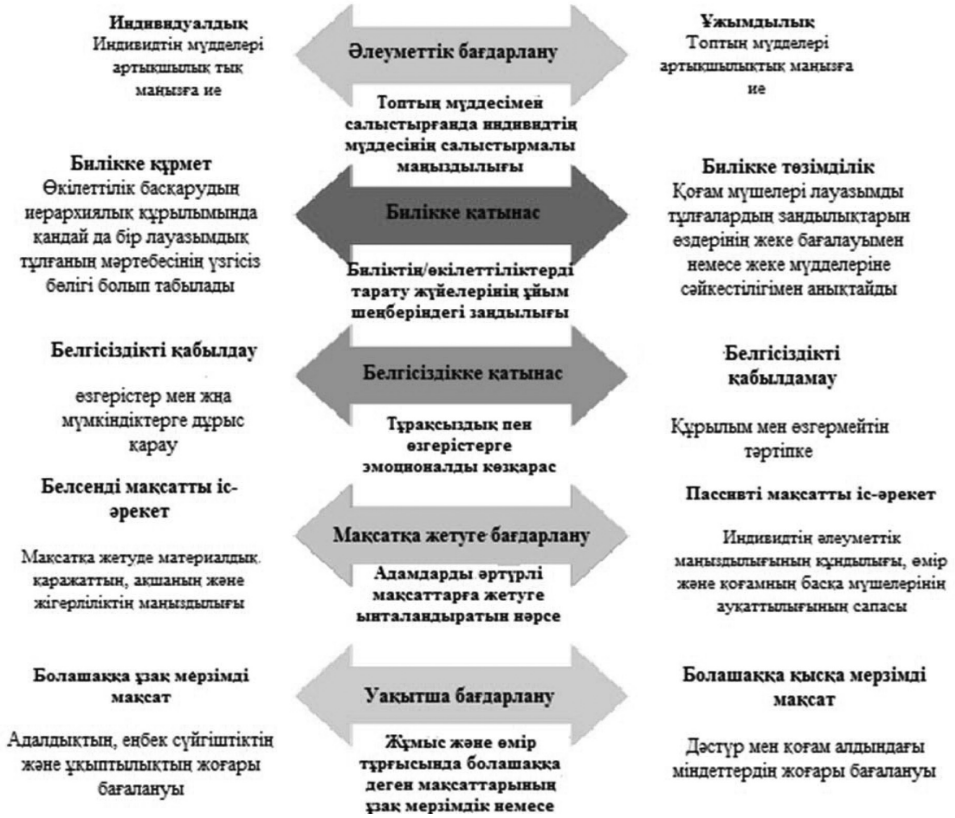 Индивидуалдық
Индивидтің мүдделері
артықшылық тық
маңызға ие
Әлеуметтік бағдарлану
Топтың мүддесімен
салыстырғанда индивидтің
мүддесінің салыстырмалы
маңыздылығы
Ұжымдылық
Топтың мүдделері
артықшылықтық маңызға
ие
Билікке құрмет
Өкілеттілік басқарудың
иерархиялық құрылымында
қандай да бір лауазымдық
тұлғаның мәртебесінің үзгісіз
бөлігі болып табылады
Билікке қатынас
Биліктің/өкілеттіліктерді
тарату жүйелерінің ұйым
шеңберіндегі заңдылығы
Билікке төзімділік
Қоғам мүшелері лауазымды
тұлғалардың заңдылықтарын
өздерінің жеке бағалауымен
немесе жеке мүдделеріне
сәйкестілігімен анықтайды
Белгісіздікті қабылдау
өзгерістер мен жңа
мүмкіндіктерге дұрыс
қарау
Белгісіздікке қатынас
Тұрақсыздық пен
өзгерістерге
эмоционалды көзқарас
Белгісіздікті
қабылдамау
Құрылым мен өзгермейтін
тәртіпке
Белсенді мақсатты іс-
әрекет
Мақсатқа жетуде материалдық
қаражаттың, ақшаның және
жігерліліктің маңыздылығы
Мақсатқа жетуге бағдарлану
Адамдарды әртүрлі
мақсаттарға жетуге
ынталандыратын нәрсе
Пассивті мақсатты іс-әрекет
Индивидтің әлеуметтік
маңыздылығының құндылығы, өмір
және қоғамның басқа мүшелерінің
ауқаттылығының сапасы
Болашаққа ұзақ мерзімді
мақсат
Адалдықтың, еңбек сүйгіштіктің
және ұқыптылықтың жоғары
бағалануы
Уақытша бағдарлану
Жұмыс және өмір
тұрғысында болашаққа
деген мақсаттарының
ұзақ мерзімдік немесе
Болашаққа қысқа мерзімді
мақсат
Дәстүр мен қоғам алдындағы
міндеттердің жоғары бағалануы